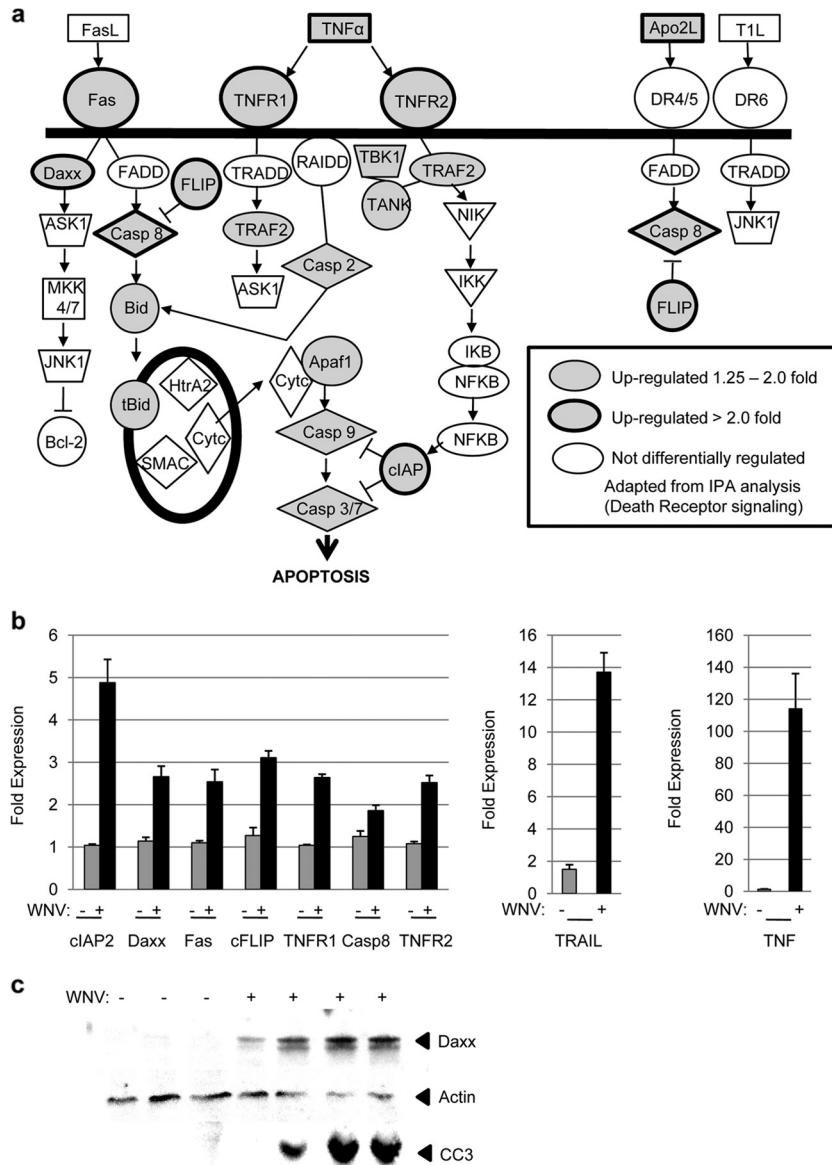 a
FasL
TNFα
Apo2L
T1L
Fas
TNFR1
TNFR2
DR4/5
DR6
Daxx
FADD
FLIP
TRADD
RAIDD
TBK1
TRAF2
TANK
FADD
TRADD
ASK1
Casp 8
TRAF2
NIK
Casp 8
JNK1
MKK
4/7
Bid
ASK1
Casp 2
IKK
FLIP
JNK1
tBid
HtrA2
Cytc
Apaf1
IKB
NFKB
Bcl-2
SMAC
Cytc
Casp 9
cIAP
NFKB
Casp 3/7
APOPTOSIS
Up-regulated 1.25 – 2.0 fold
Up-regulated > 2.0 fold
Not differentially regulated
Adapted from IPA analysis
(Death Receptor signaling)
b
Fold Expression
6
5
4
3
2
1
0
WNV: - + - + - + - + - + - + - +
cIAP2 Daxx Fas cFLIP TNFR1 Casp8 TNFR2
Fold Expression
16
14
12
10
8
6
4
2
0
WNV: - +
TRAIL
Fold Expression
160
140
120
100
80
60
40
20
0
WNV: - +
TNF
c
WNV: - - - + + + +
Daxx
Actin
CC3